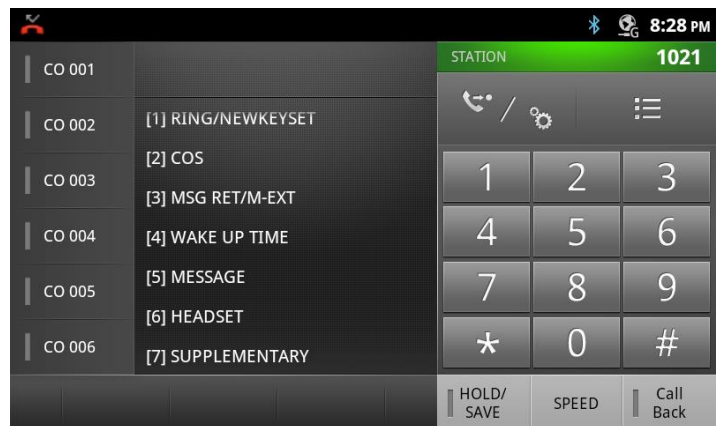 8:28 PM
CO 001
CO 002
CO 003
CO 004
CO 005
CO 006
[1] RING/NEWKEYSET
[2] COS
[3] MSG RET/M-EXT
[4] WAKE UP TIME
[5] MESSAGE
[6] HEADSET
[7] SUPPLEMENTARY
STATION 1021
/
1 2 3
4 5 6
7 8 9
* 0 #
HOLD/
SAVE
SPEED
Call
Back